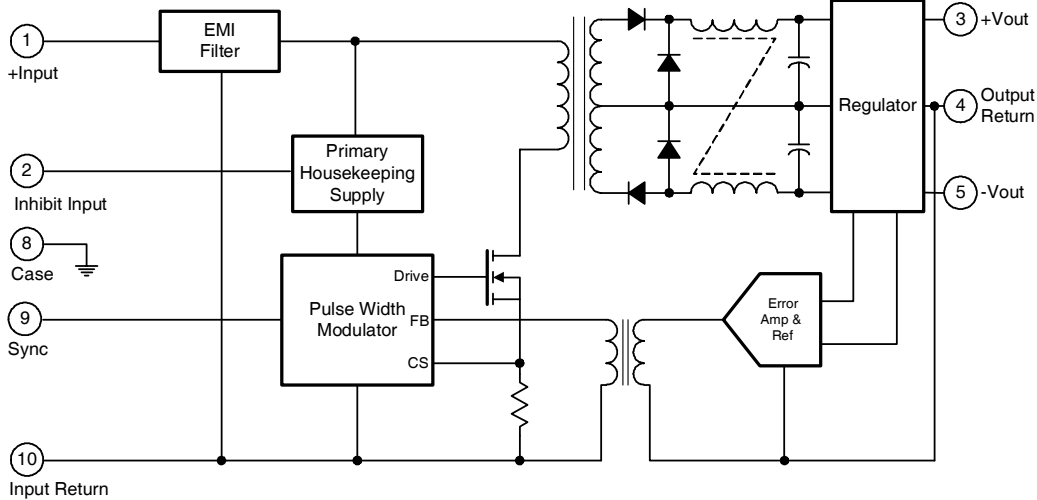 1
+Input
EMI
Filter
3
+Vout
Regulator
4
Output
Return
5
-Vout
2
Inhibit Input
Primary
Housekeeping
Supply
8
Case
9
Sync
Pulse Width
Modulator
Drive
FB
CS
Error
Amp &
Ref
10
Input Return